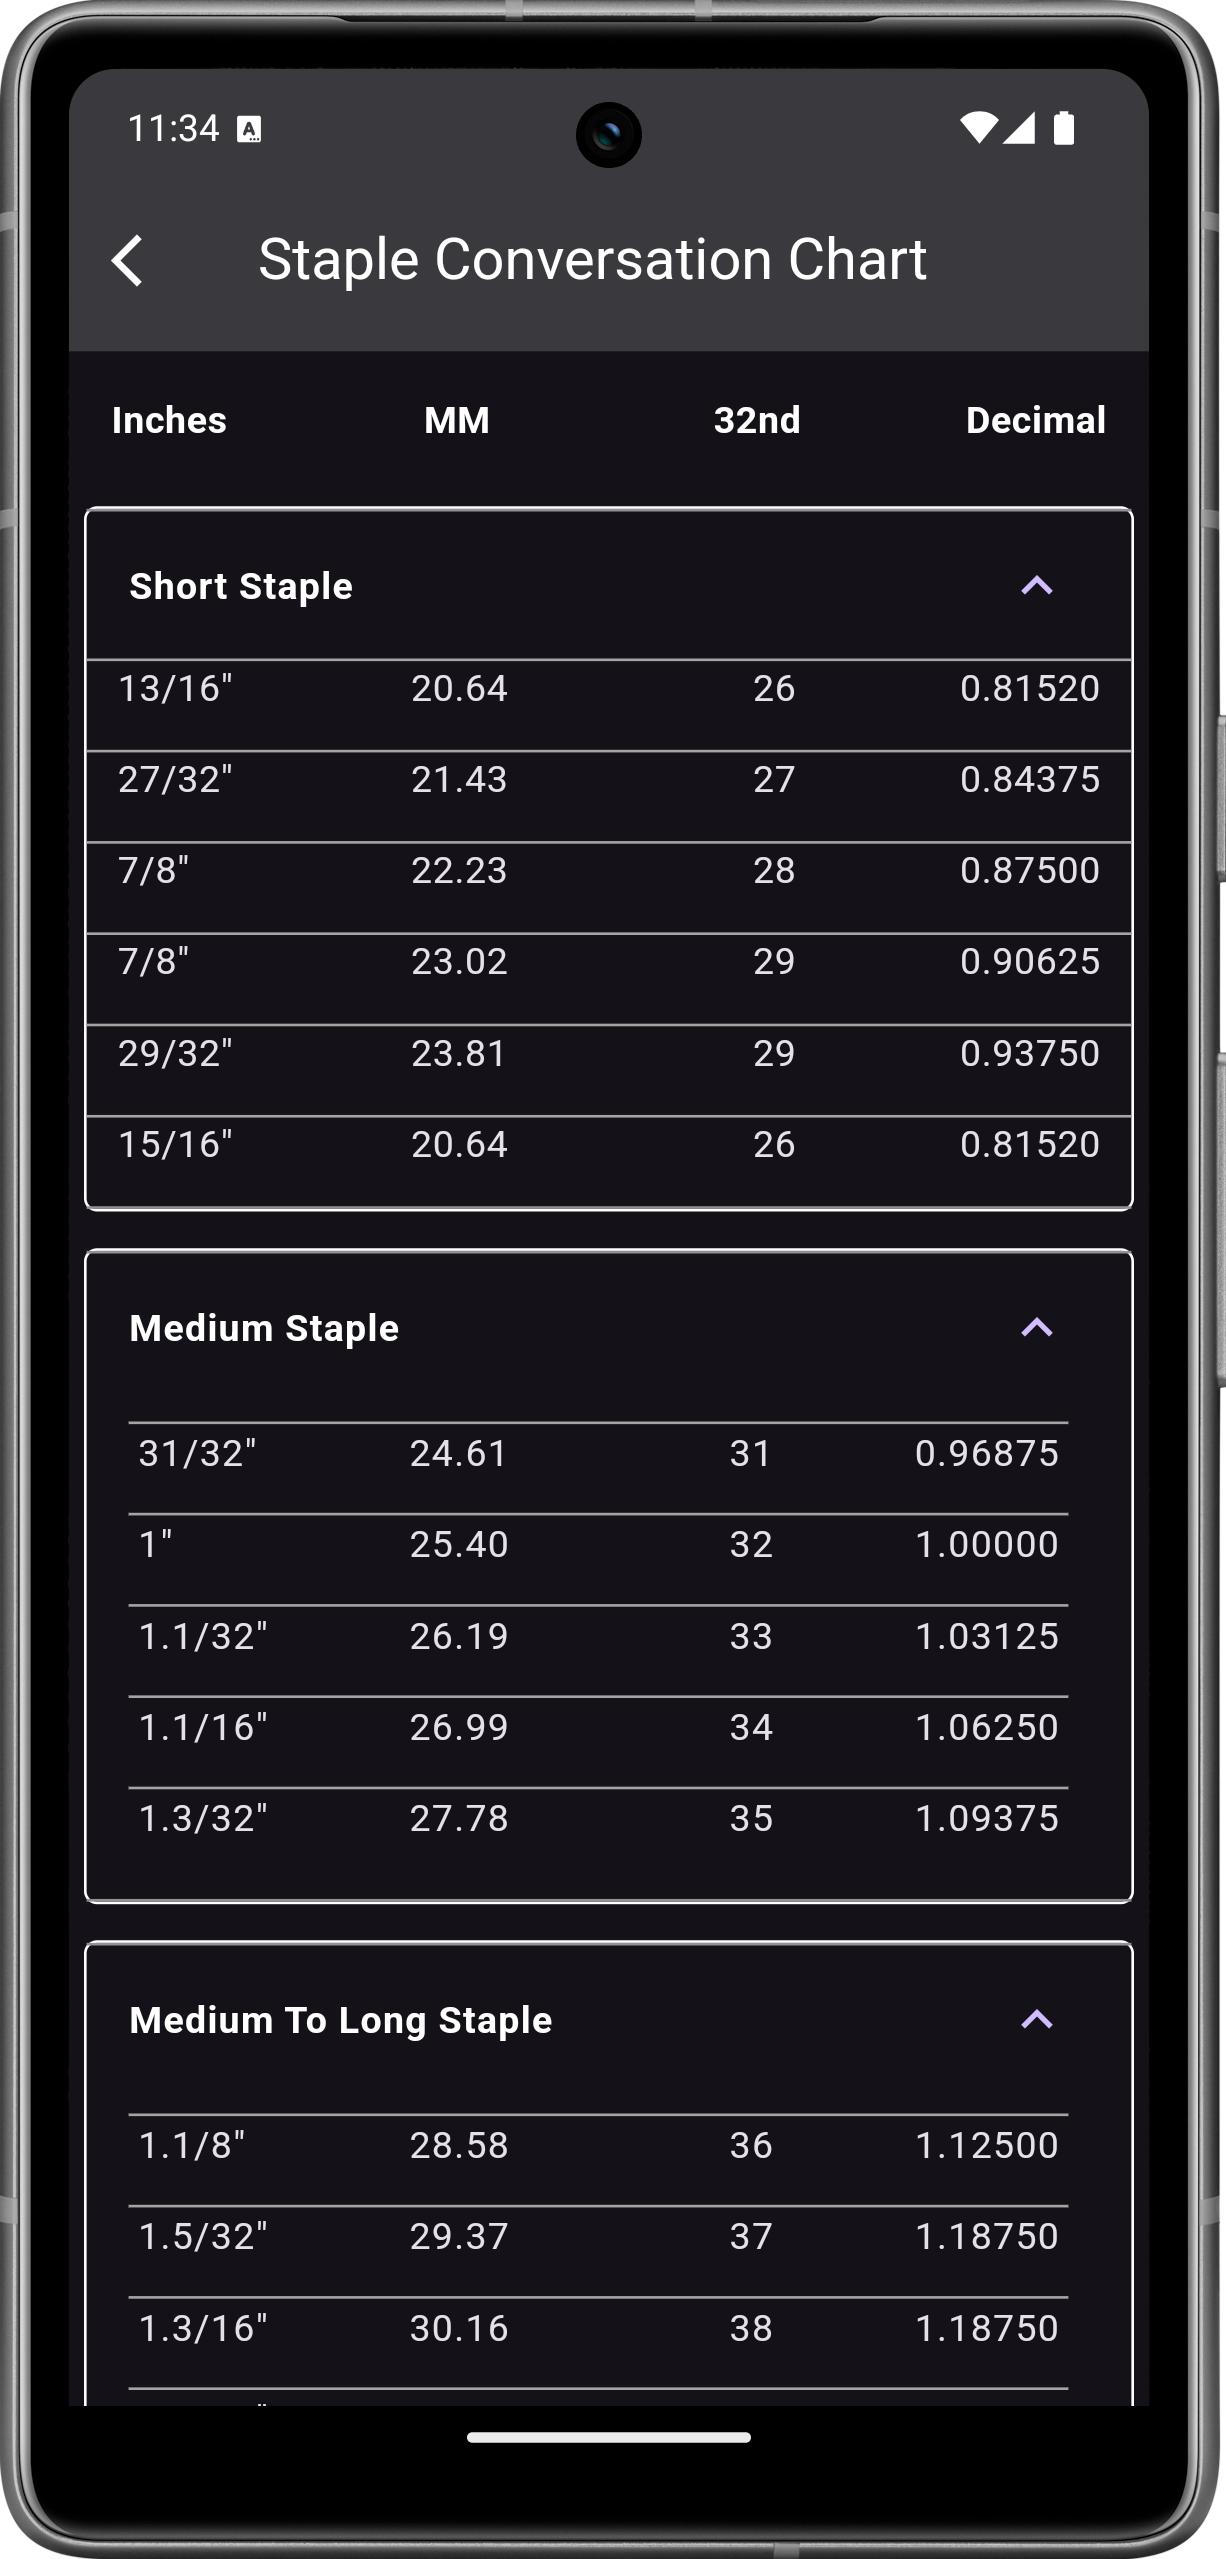 11:34
Staple Conversation Chart
Inches MM 32nd Decimal
Short Staple
13/16" 20.64 26 0.81520
27/32" 21.43 27 0.84375
7/8" 22.23 28 0.87500
7/8" 23.02 29 0.90625
29/32" 23.81 29 0.93750
15/16" 20.64 26 0.81520
Medium Staple
31/32" 24.61 31 0.96875
1" 25.40 32 1.00000
1.1/32" 26.19 33 1.03125
1.1/16" 26.99 34 1.06250
1.3/32" 27.78 35 1.09375
Medium To Long Staple
1.1/8" 28.58 36 1.12500
1.5/32" 29.37 37 1.18750
1.3/16" 30.16 38 1.18750